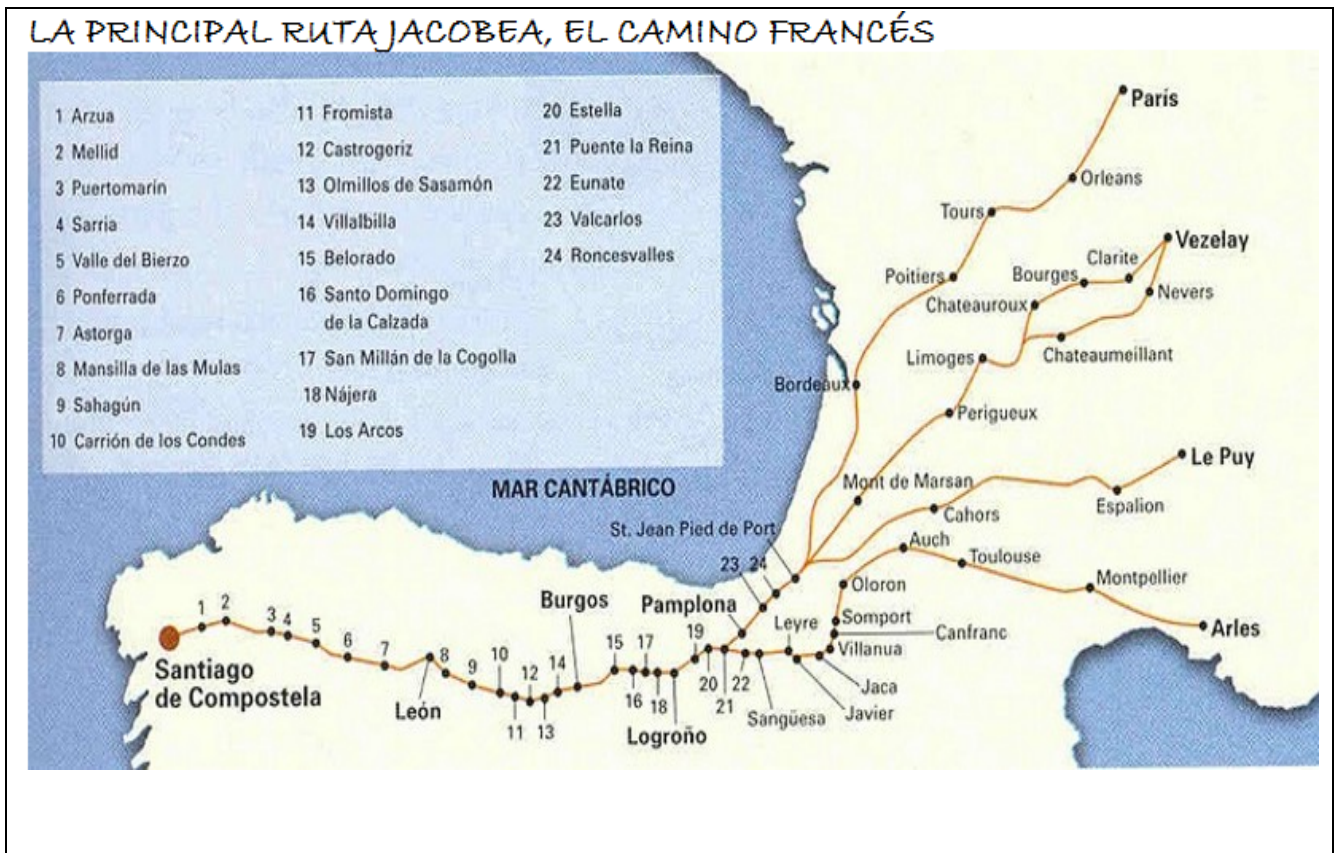 LA PRINCIPAL RUTA JACOBEA, EL CAMINO FRANCÉS
1 Arzua
2 Mellid
3 Puertomarín
4 Sarria
5 Valle del Bierzo
6 Ponferrada
7 Astorga
8 Mansilla de las Mulas
9 Sahagún
10 Carrión de los Condes
11 Fromista
12 Castrogeriz
13 Olmillos de Sasamón
14 Villalbilla
15 Belorado
16 Santo Domingo
de la Calzada
17 San Millán de la Cogolla
18 Nájera
19 Los Arcos
20 Estella
21 Puente la Reina
22 Eunate
23 Valcarlos
24 Roncesvalles
París
Orleans
Tours
Vezelay
Clarite
Bourges
Poitiers
Nevers
Chateauroux
Limoges
Chateaumeillant
Bordeaux
Perigueux
Le Puy
Mont de Marsan
MAR CANTÁBRICO
Espalion
Cahors
St. Jean Pied de Port
Auch
Toulouse
23
24
Montpellier
Oloron
Burgos
Pamplona
1
2
3
4
5
6
7
8
9
10
12
14
15
17
19
Leyre
Somport
Canfranc
Arles
Villanua
Santiago
de Compostela
León
11
13
16
18
Logroño
20
21
22
Sangüesa
Javier
Jaca